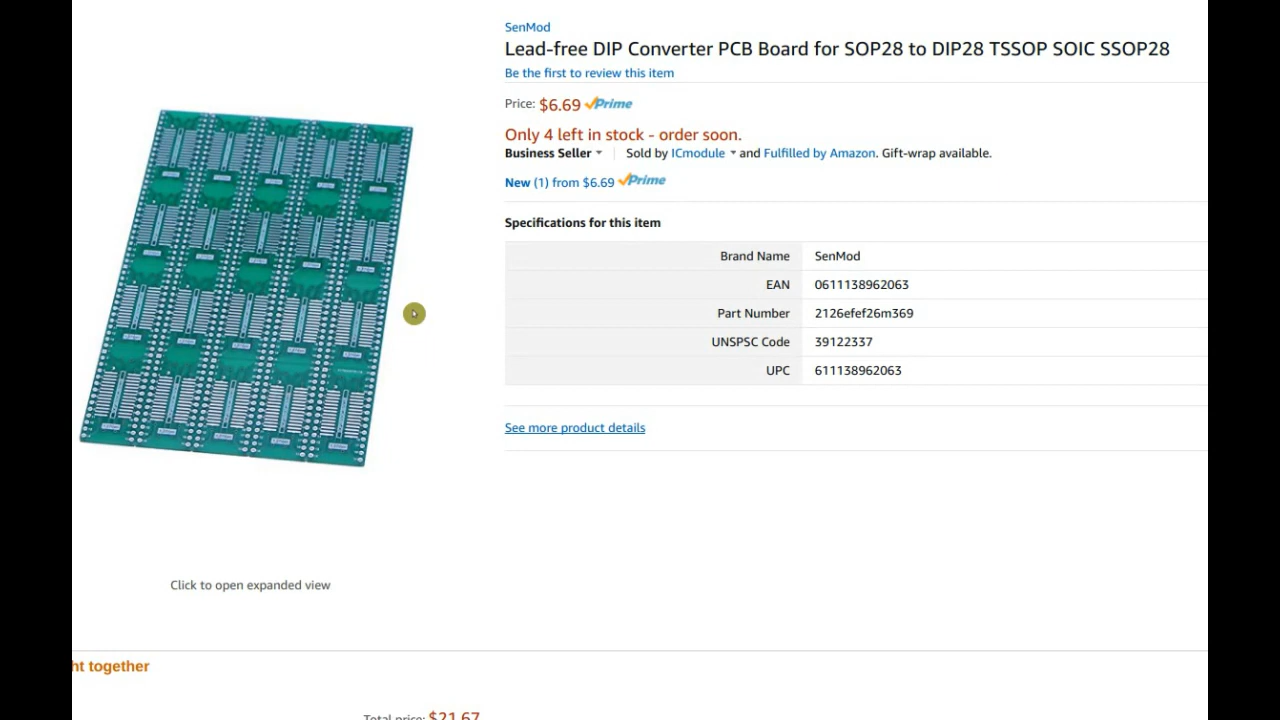 SenMod
Lead-free DIP Converter PCB Board for SOP28 to DIP28 TSSOP SOIC SSOP28
Be the first to review this item
Price: $6.69 Prime
Only 4 left in stock - order soon.
Business Seller Sold by ICmodule and Fulfilled by Amazon. Gift-wrap available.
New (1) from $6.69 Prime
Specifications for this item
Brand Name SenMod
EAN 0611138962063
Part Number 2126efef26m369
UNSPSC Code 39122337
UPC 611138962063
See more product details
Click to open expanded view
ht together
Total price: $21.67